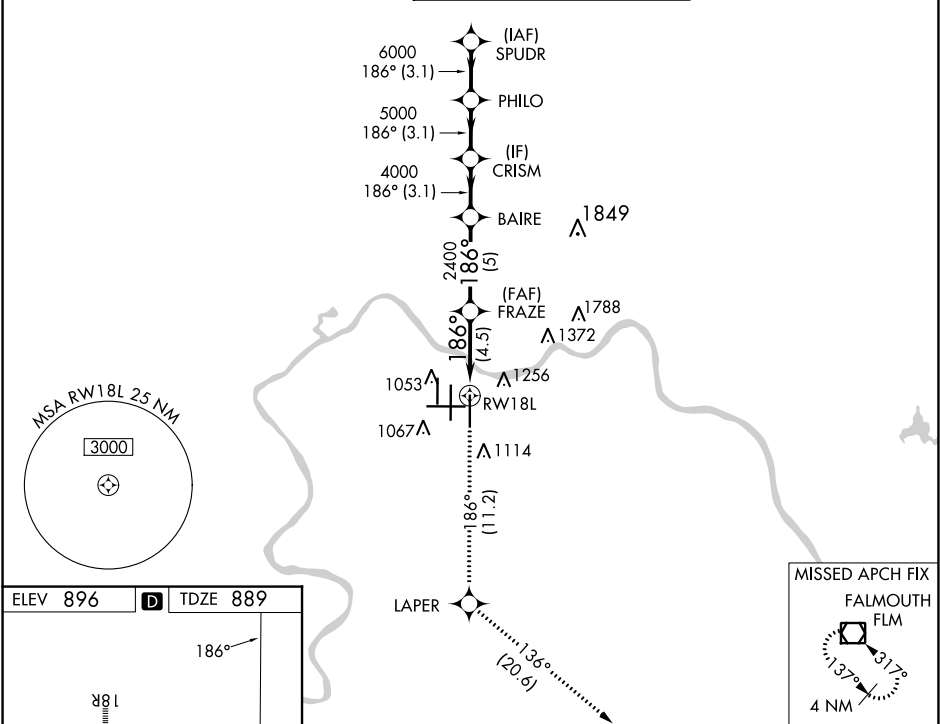 (IAF)
SPUDR
6000
186° (3.1)
PHILO
5000
186° (3.1)
(IF)
CRISM
4000
186° (3.1)
BAIRE
1849
2400
186°
(5)
(FAF)
FRAZE
1788
1372
186°
(4.5)
1053
1256
RW18L
1067
1114
MSA RW18L 25 NM
3000
186°
(11.2)
LAPER
136°
(20.6)
MISSED APCH FIX
FALMOUTH
FLM
317°
137°
4 NM
ELEV 896 D TDZE 889
186°
18R